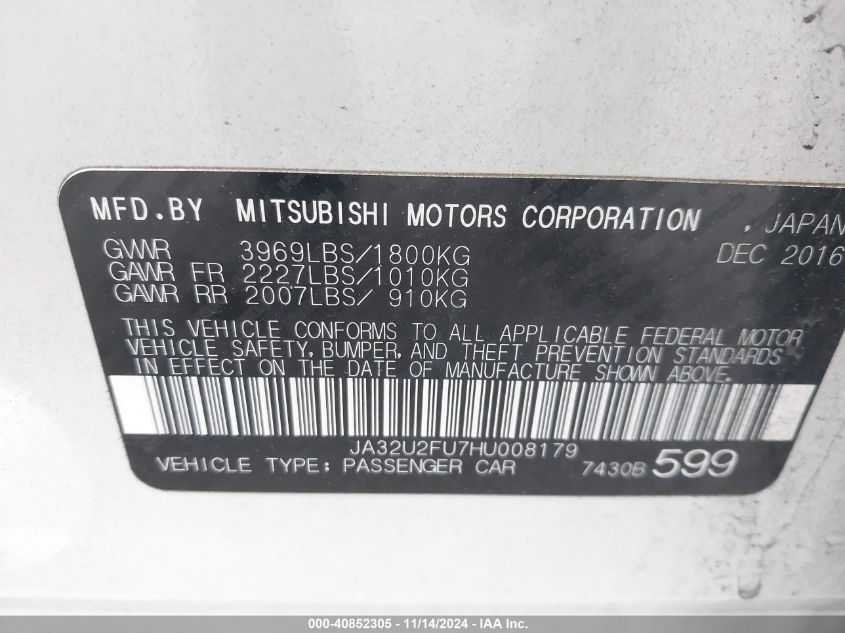 MFD.BY MITSUBISHI MOTORS CORPORATION , JAPAN
GVWR 3969LBS/1800KG DEC 2016
GAWR FR 2227LBS/1010KG
GAWR RR 2007LBS/ 910KG
THIS VEHICLE CONFORMS TO ALL APPLICABLE FEDERAL MOTOR
VEHICLE SAFETY, BUMPER, AND THEFT PREVENTION STANDARDS
IN EFFECT ON THE DATE OF MANUFACTURE SHOWN ABOVE.
JA32U2FU7HU008179
VEHICLE TYPE: PASSENGER CAR 7430B 599
000-40852305 - 11/14/2024 - IAA Inc.